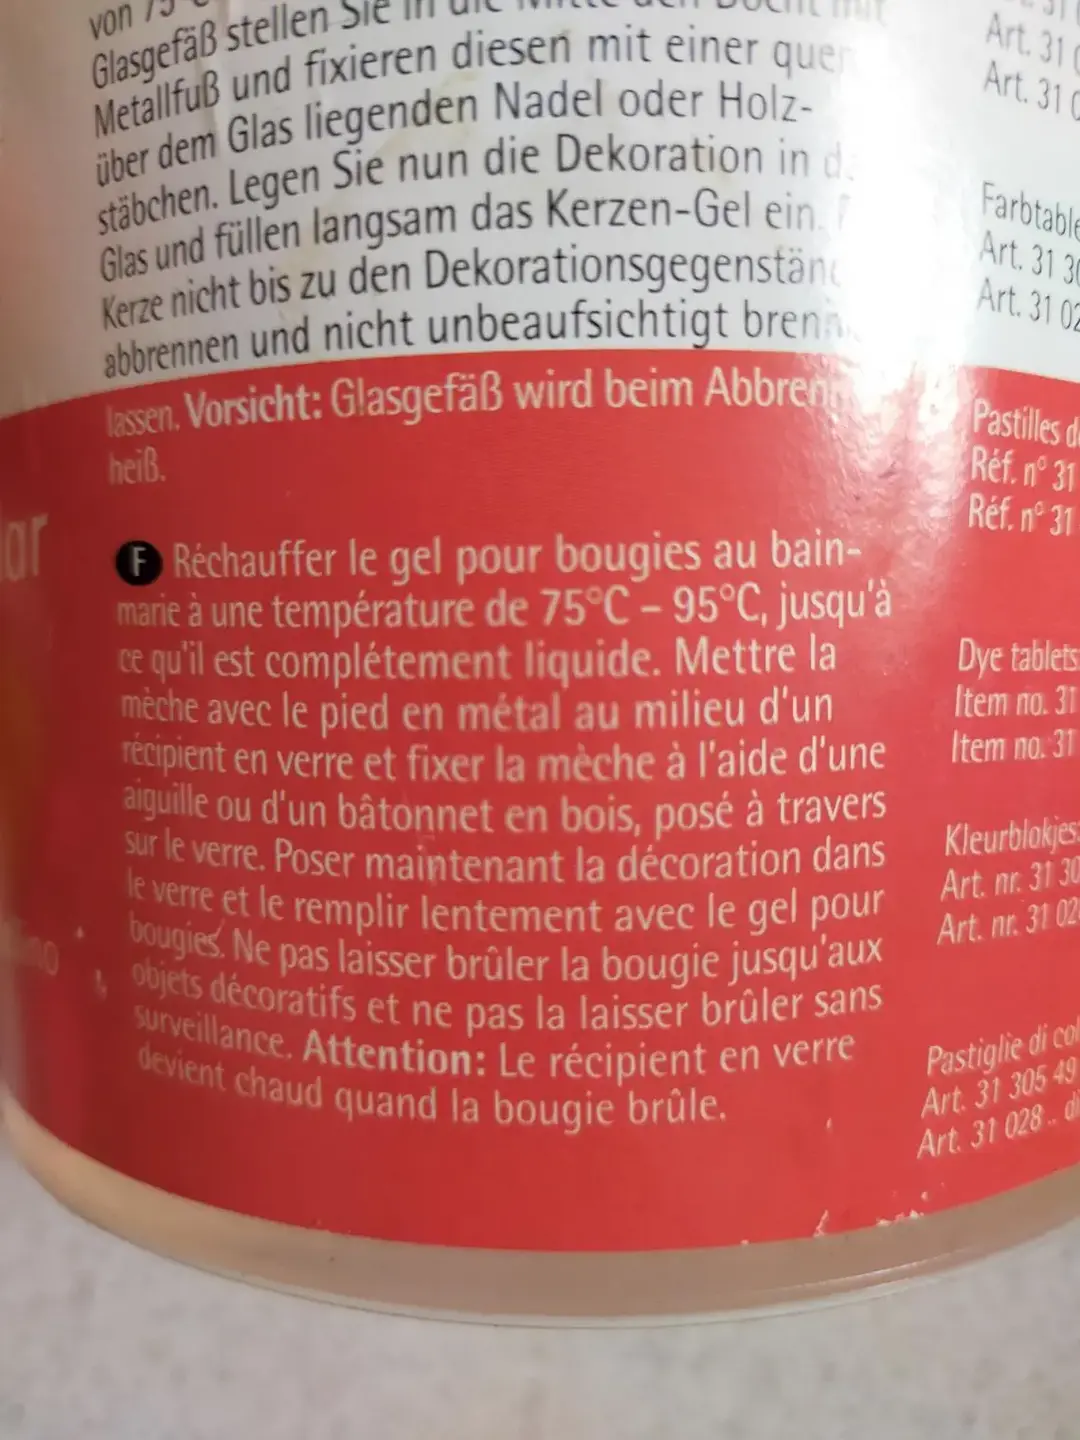 von 75°
Glasgefäß stellen Sie in die Mitte den Docht mit
Metallfuß und fixieren diesen mit einer quer
über dem Glas liegenden Nadel oder Holz-
stäbchen. Legen Sie nun die Dekoration in
Glas und füllen langsam das Kerzen-Gel ein.
Kerze nicht bis zu den Dekorationsgegenständ
abbrennen und nicht unbeaufsichtigt brenn
lassen. Vorsicht: Glasgefäß wird beim Abbren
heiß.
F Réchauffer le gel pour bougies au bain-
marie à une température de 75°C – 95°C, jusqu'à
ce qu'il est complétement liquide. Mettre la
mèche avec le pied en métal au milieu d'un
récipient en verre et fixer la mèche à l'aide d'une
aiguille ou d'un bâtonnet en bois, posé à travers
sur le verre. Poser maintenant la décoration dans
le verre et le remplir lentement avec le gel pour
bougies. Ne pas laisser brûler la bougie jusqu'aux
objets décoratifs et ne pas la laisser brûler sans
surveillance. Attention: Le récipient en verre
devient chaud quand la bougie brûle.
Art. 31 0
Art. 31 0
Farbtable
Art. 31 30
Art. 31 02
Pastilles d
Réf. n° 31
Réf. n° 31
Dye tablets
Item no. 31
Item no. 31
Kleurblokjes:
Art. nr. 31 30
Art. nr. 31 02
Pastiglie di col
Art. 31 305 49
Art. 31 028 ..